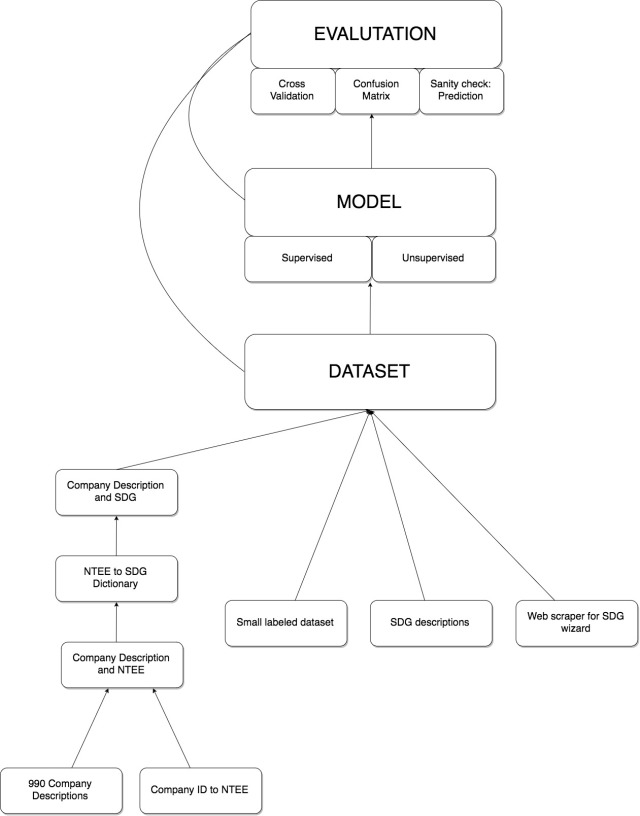 EVALUTATION
Cross
Validation
Confusion
Matrix
Sanity check:
Prediction
MODEL
Supervised
Unsupervised
DATASET
Company Description
and SDG
NTEE to SDG
Dictionary
Small labeled dataset
SDG descriptions
Web scraper for SDG
wizard
Company Description
and NTEE
990 Company
Descriptions
Company ID to NTEE